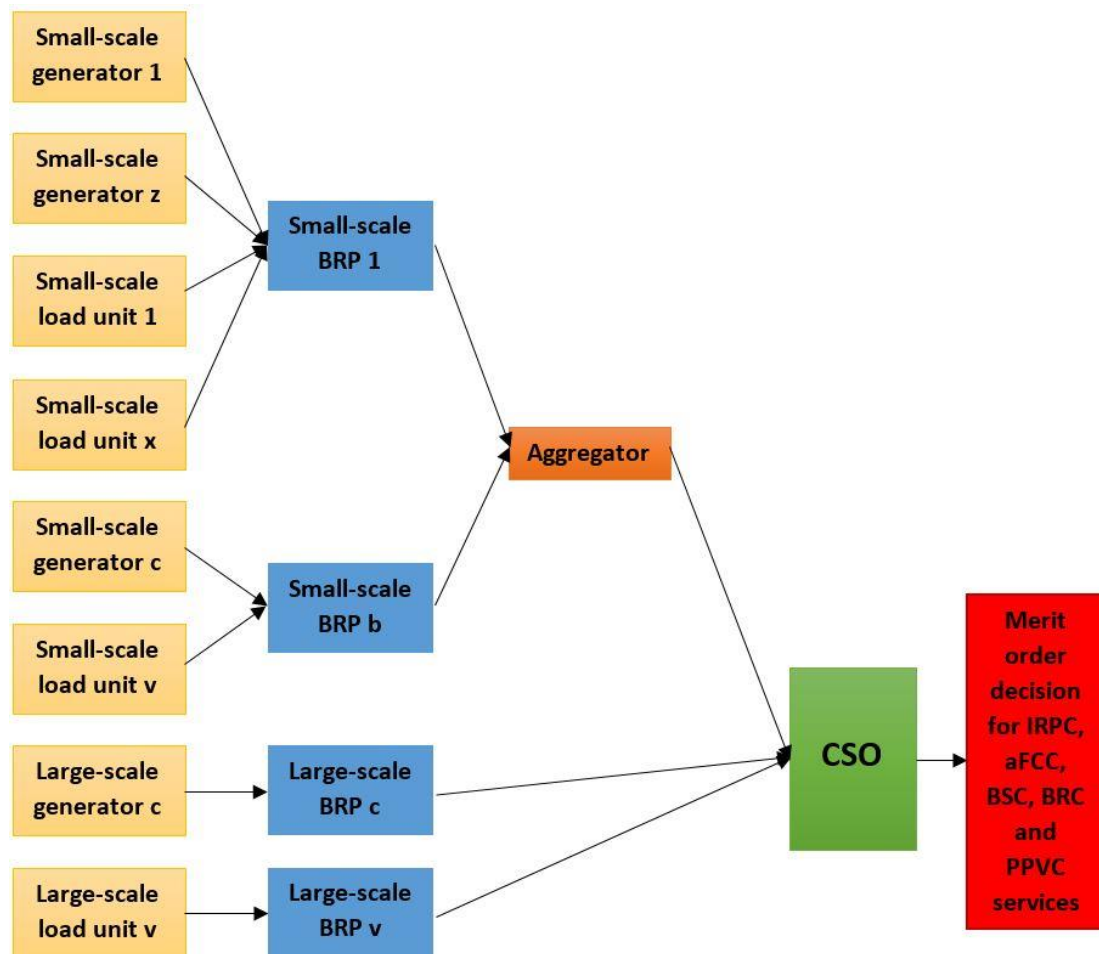 Small-scale
generator 1
Small-scale
generator z
Small-scale
load unit 1
Small-scale
load unit x
Small-scale
generator c
Small-scale
load unit v
Large-scale
generator c
Large-scale
load unit v
Small-scale
BRP 1
Small-scale
BRP b
Large-scale
BRP c
Large-scale
BRP v
Aggregator
CSO
Merit
order
decision
for IRPC,
aFCC,
BSC, BRC
and
PPVC
services